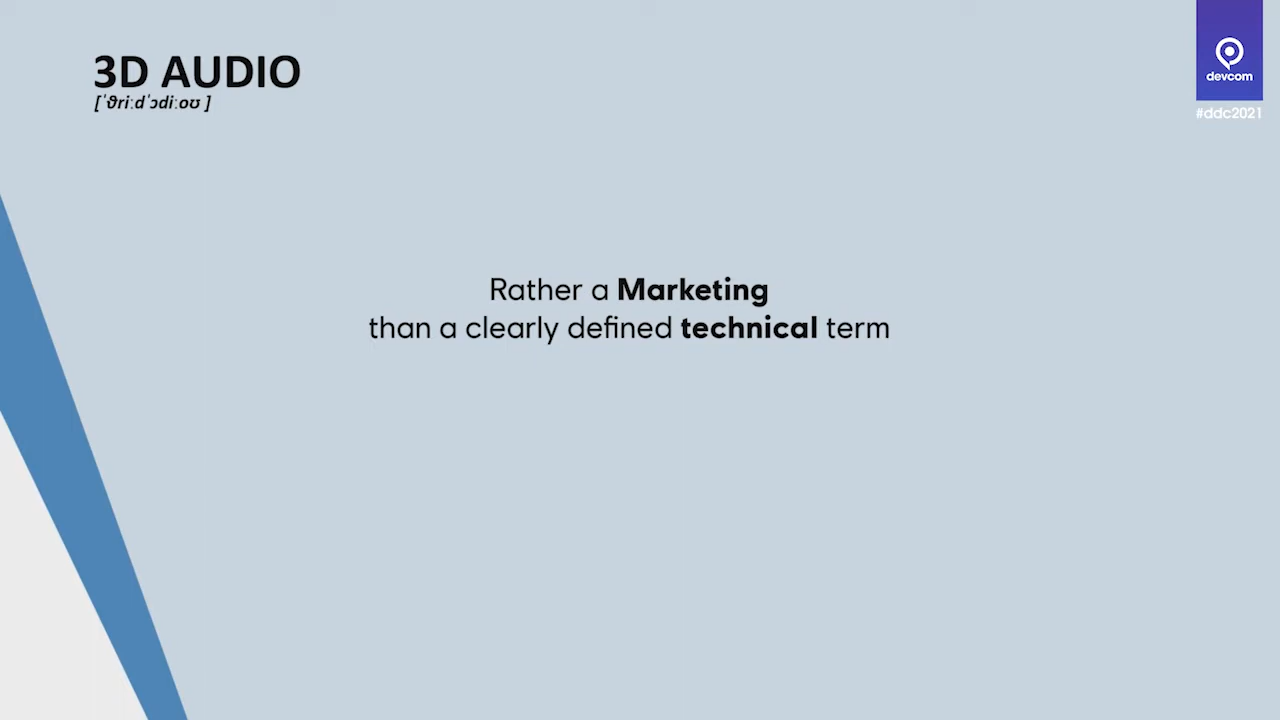 3D AUDIO
[ˈϑriːdˈɔdiːoʊ ]
devcom
#ddc2021
Rather a Marketing
than a clearly defined technical term